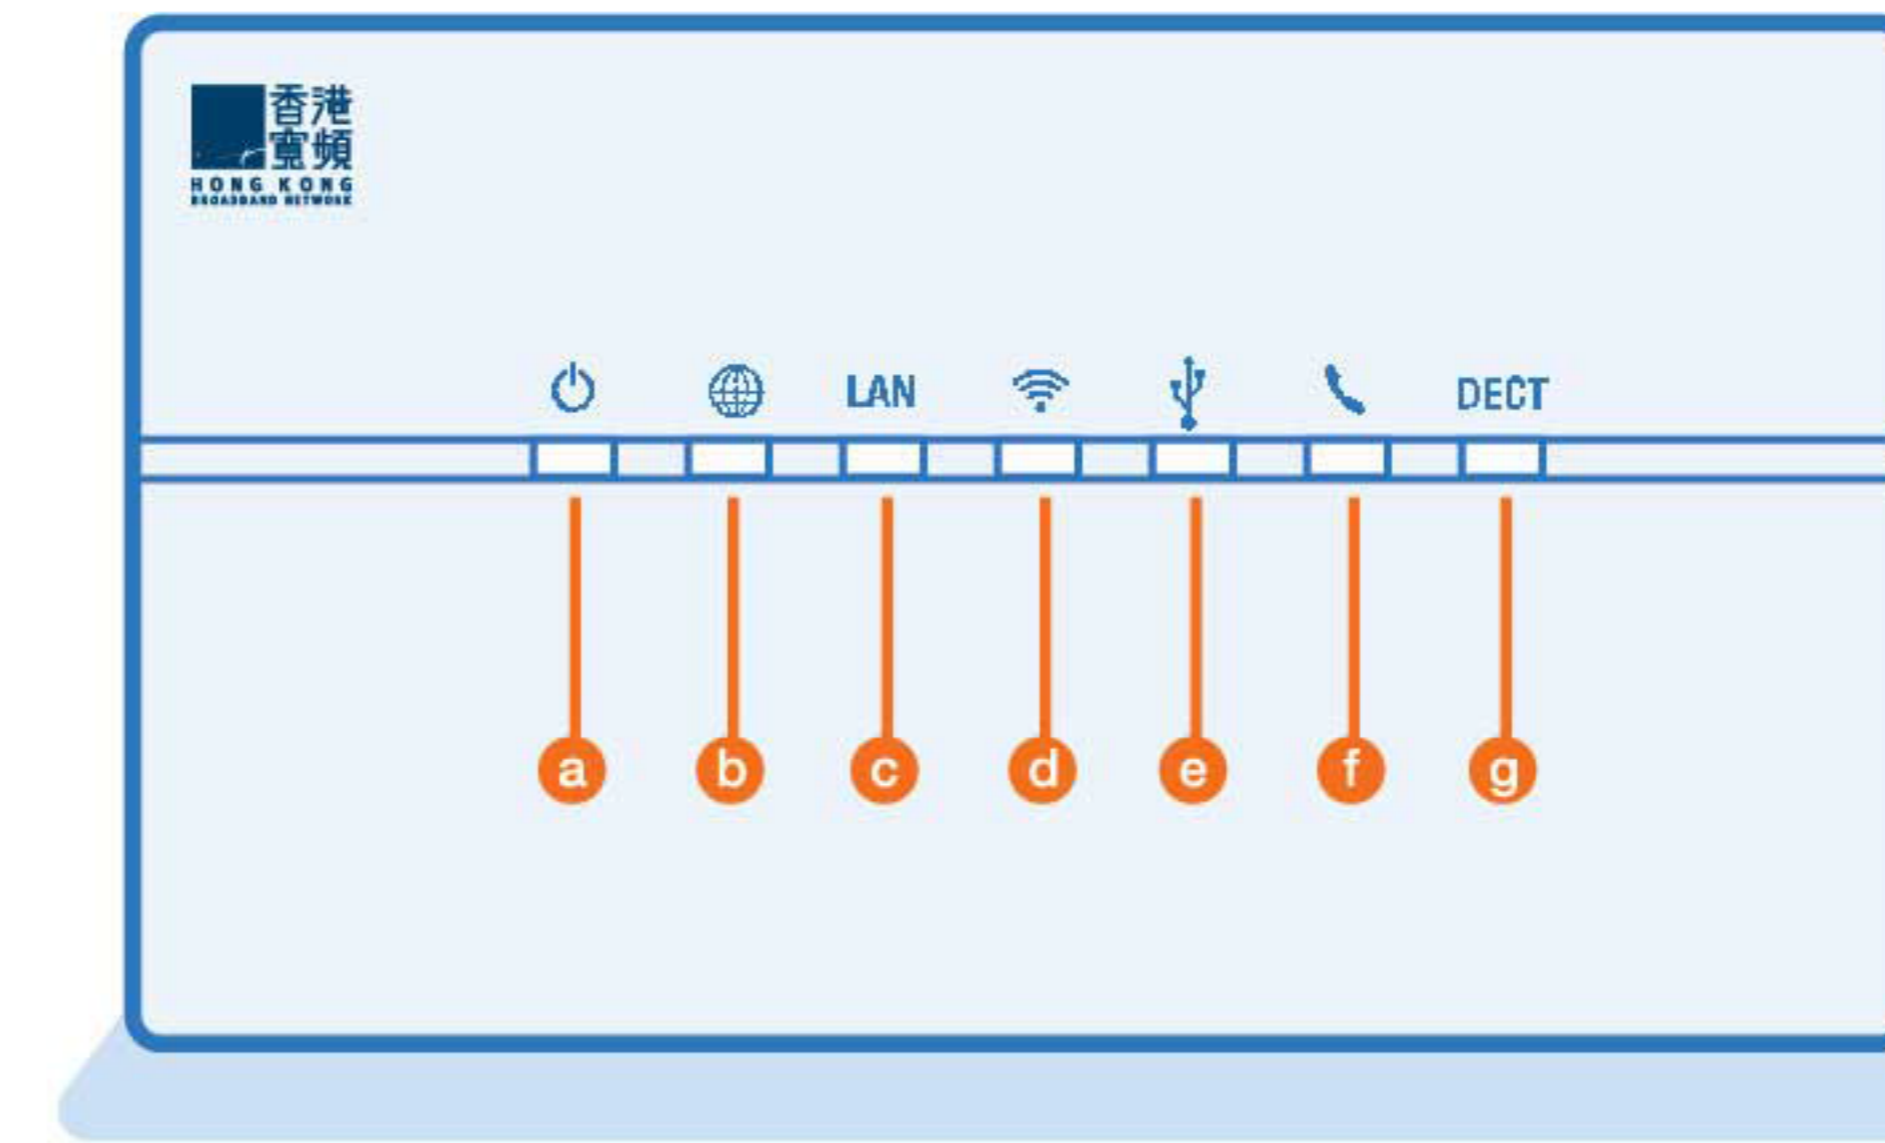 香港
寬頻
HONG KONG
BROADBAND NETWORK
LAN
DECT
a
b
c
d
e
f
g